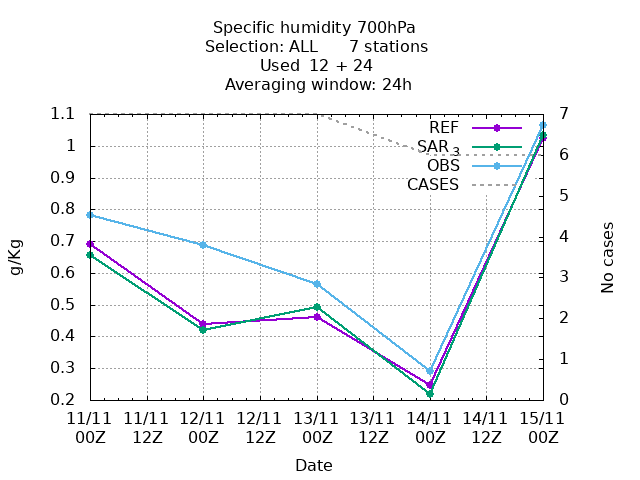 Specific humidity 700hPa
Selection: ALL      7 stations
Used  12 + 24
Averaging window: 24h
1.1
1
0.9
0.8
0.7
0.6
0.5
0.4
0.3
0.2
g/Kg
REF
SAR 3
OBS
CASES
7
6
5
4
3
2
1
0
No cases
11/11 11/11 12/11 12/11 13/11 13/11 14/11 14/11 15/11
00Z 12Z 00Z 12Z 00Z 12Z 00Z 12Z 00Z
Date